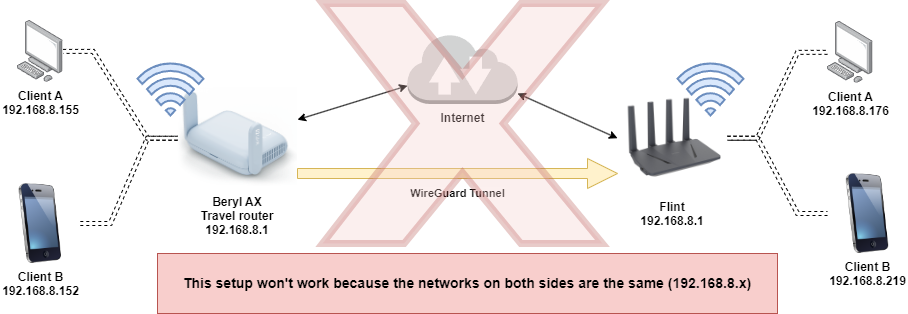 Client A
192.168.8.155
Internet
Client A
192.168.8.176
WireGuard Tunnel
Beryl AX
Travel router
192.168.8.1
Flint
192.168.8.1
Client B
192.168.8.152
Client B
192.168.8.219
This setup won't work because the networks on both sides are the same (192.168.8.x)